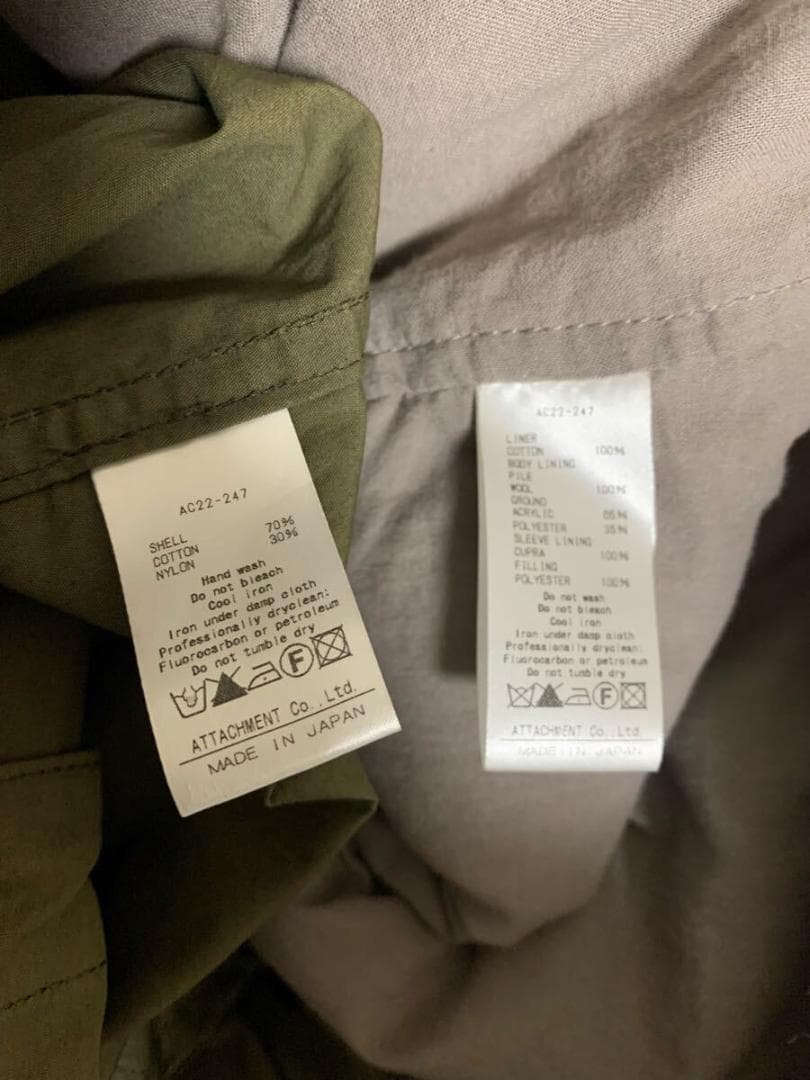 AC22-247
SHELL
COTTON 70%
NYLON 30%
Hand wash
Do not bleach
Cool iron
Iron under damp cloth
Professionally dryclean:
Fluorocarbon or petroleum
Do not tumble dry
F
ATTACHMENT Co.,Ltd.
MADE IN JAPAN
AC22-247
LINER
COTTON 100%
BODY LINING
PILE
WOOL 100%
GROUND
ACRYLIC 65%
POLYESTER 35%
SLEEVE LINING
CUPRA 100%
FILLING
POLYESTER 100%
Do not wash
Do not bleach
Cool iron
Iron under damp cloth
Professionally dryclean:
Fluorocarbon or petroleum
Do not tumble dry
F
ATTACHMENT Co.,Ltd.
MADE IN JAPAN